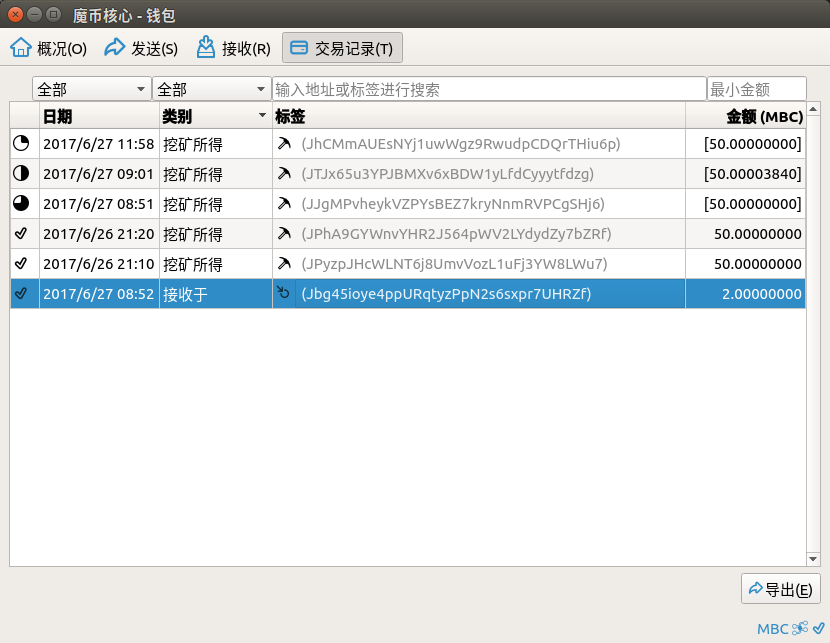 魔币核心 - 钱包
概况(O) 发送(S) 接收(R) 交易记录(T)
全部 全部 输入地址或标签进行搜索 最小金额
日期 类别 标签 金额 (MBC)
2017/6/27 11:58 挖矿所得 (JhCMmAUEsNYj1uwWgz9RwudpCDQrTHiu6p) [50.00000000]
2017/6/27 09:01 挖矿所得 (JTJx65u3YPJBMXv6xBDW1yLfdCyyytfdzg) [50.00003840]
2017/6/27 08:51 挖矿所得 (JJgMPvheykVZPYsBEZ7kryNnmRVPCgSHj6) [50.00000000]
2017/6/26 21:20 挖矿所得 (JPhA9GYWnvYHR2J564pWV2LYdydZy7bZRf) 50.00000000
2017/6/26 21:10 挖矿所得 (JPyzpJHcWLNT6j8UmvVozL1uFj3YW8LWu7) 50.00000000
2017/6/27 08:52 接收于 (Jbg45ioye4ppURqtyzPpN2s6sxpr7UHRZf) 2.00000000
导出(E)
MBC